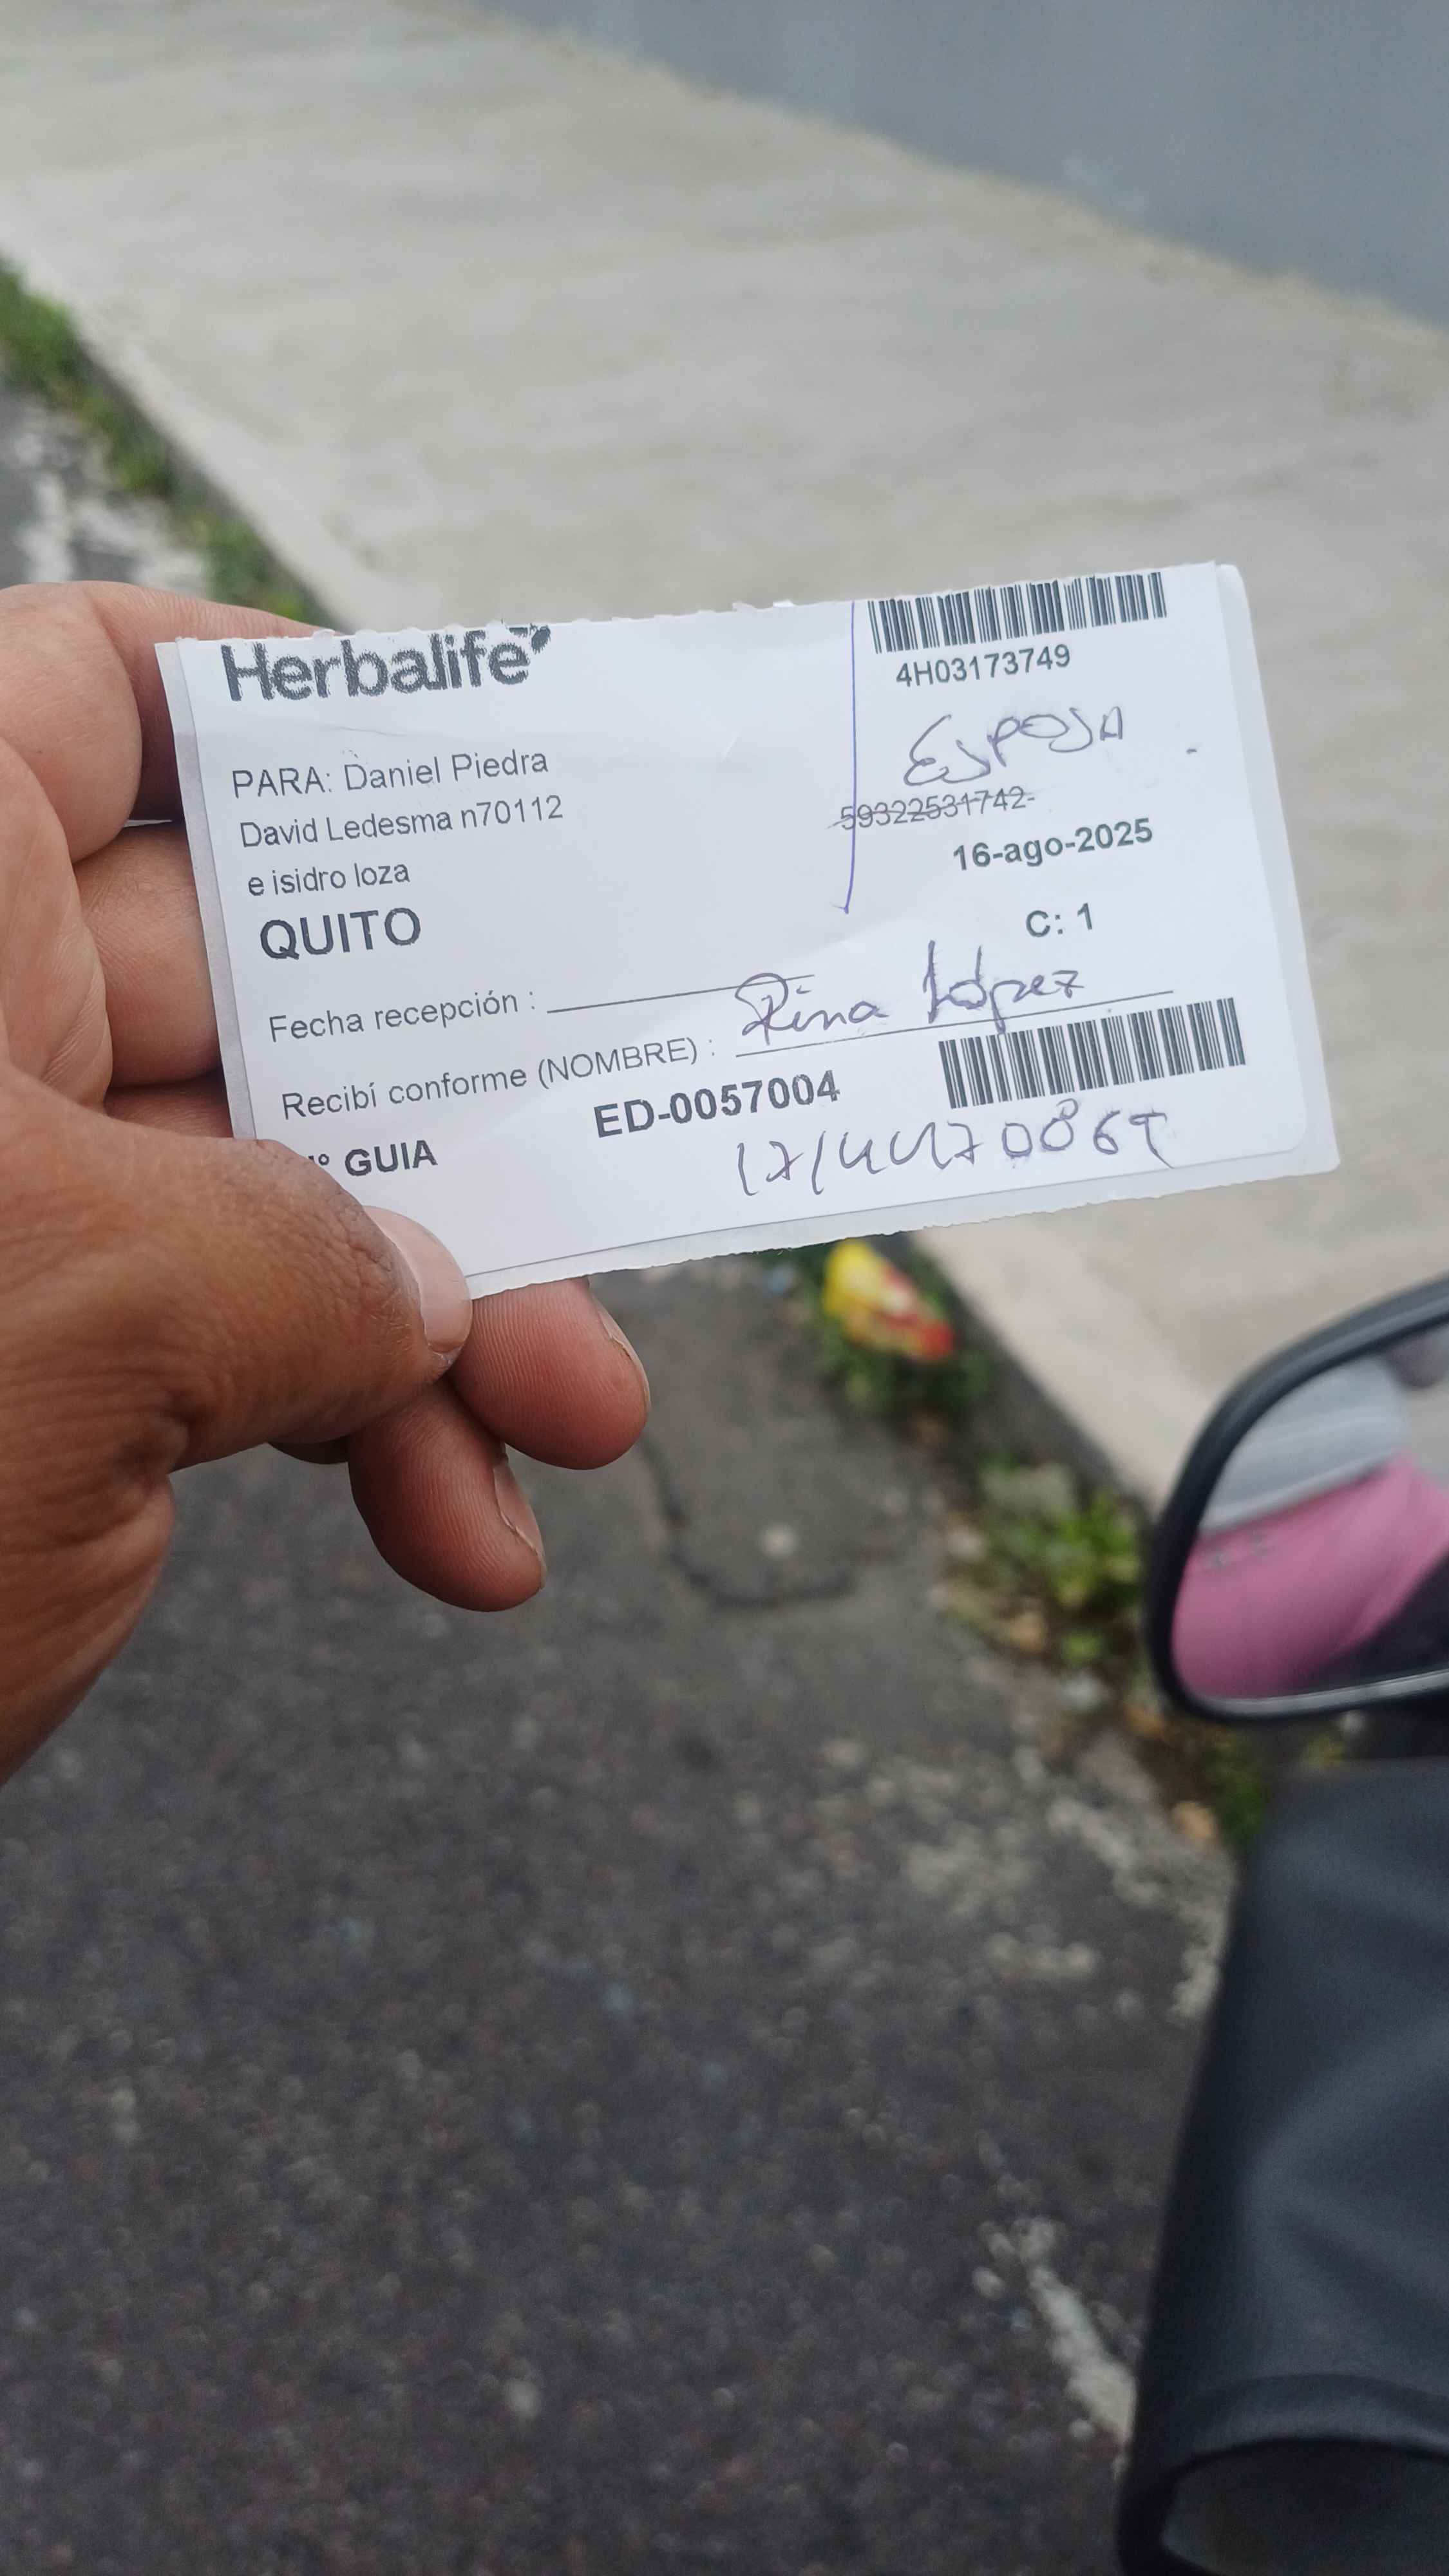 Herbalife
4H03173749
Esposa
PARA: Daniel Piedra
David Ledesma n70112
59322531742-
e isidro loza
16-ago-2025
QUITO
C: 1
Fecha recepción :
Recibí conforme (NOMBRE) : López
º GUIA ED-0057004